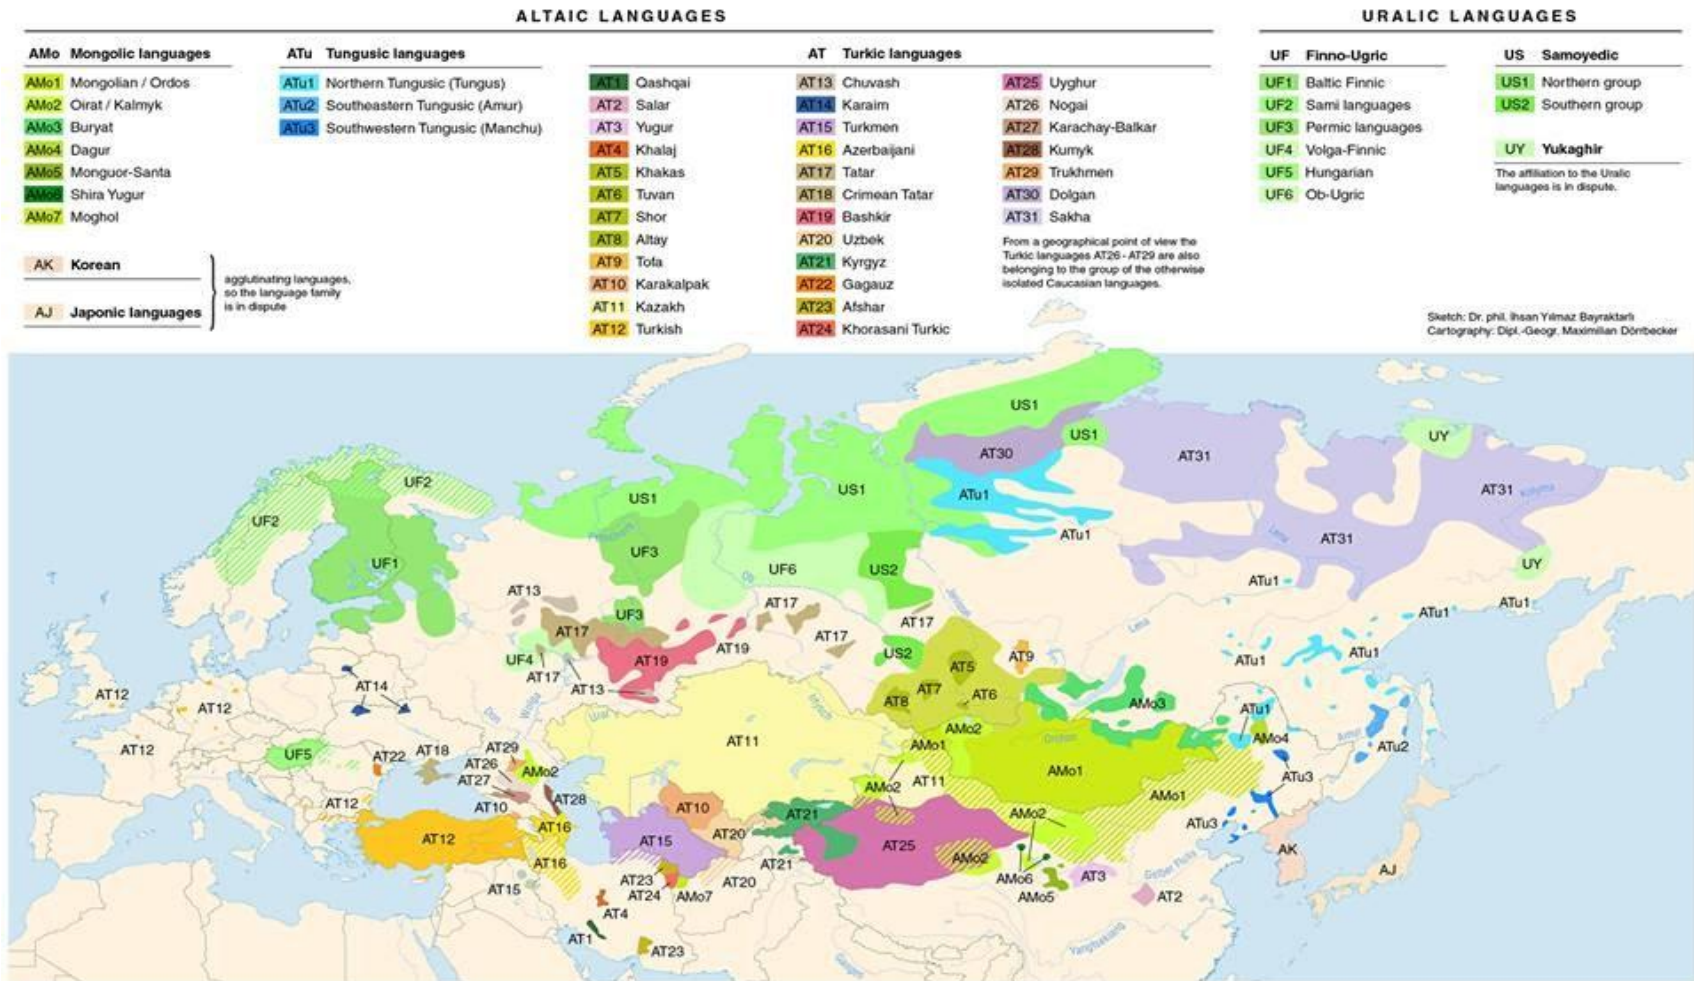 ALTAIC LANGUAGES
URALIC LANGUAGES
AMo Mongolic languages
AMo1 Mongolian / Ordos
AMo2 Oirat / Kalmyk
AMo3 Buryat
AMo4 Dagur
AMo5 Monguor-Santa
AMo6 Shira Yugur
AMo7 Moghol
AK Korean
AJ Japonic languages
agglutinating languages,
so the language family
is in dispute
ATu Tungusic languages
ATu1 Northern Tungusic (Tungus)
ATu2 Southeastern Tungusic (Amur)
ATu3 Southwestern Tungusic (Manchu)
AT Turkic languages
AT1 Qashqai
AT2 Salar
AT3 Yugur
AT4 Khalaj
AT5 Khakas
AT6 Tuvan
AT7 Shor
AT8 Altay
AT9 Tofa
AT10 Karakalpak
AT11 Kazakh
AT12 Turkish
AT13 Chuvash
AT14 Karaim
AT15 Turkmen
AT16 Azerbaijani
AT17 Tatar
AT18 Crimean Tatar
AT19 Bashkir
AT20 Uzbek
AT21 Kyrgyz
AT22 Gagauz
AT23 Afshar
AT24 Khorasani Turkic
AT25 Uyghur
AT26 Nogai
AT27 Karachay-Balkar
AT28 Kumyk
AT29 Trukhmen
AT30 Dolgan
AT31 Sakha
From a geographical point of view the
Turkic languages AT26 - AT29 are also
belonging to the group of the otherwise
isolated Caucasian languages.
UF Finno-Ugric
UF1 Baltic Finnic
UF2 Sami languages
UF3 Permic languages
UF4 Volga-Finnic
UF5 Hungarian
UF6 Ob-Ugric
US Samoyedic
US1 Northern group
US2 Southern group
UY Yukaghir
The affiliation to the Uralic
languages is in dispute.
Sketch: Dr. phil. İhsan Yılmaz Bayraktarlı
Cartography: Dipl.-Geogr. Maximilian Dörrbecker
US1
US1
UY
AT30
AT31
UF2
US1
US1
ATu1
AT31
Kolyma
UF2
Lena
ATu1
AT31
UF3
UF1
UF6
US2
UY
Ob
ATu1
AT13
AT17
ATu1
ATu1
UF3
AT17
Lena
AT17
AT17
AT19
US2
AT9
ATu1
ATu1
UF4
AT19
AT5
AT17
AT13
AT7
AT6
AT12
AT14
AT8
AMo3
AT12
Don
Ural
Irtysch
ATu1
AMo2
Orchon
AMo4
Amur
ATu2
AT12
UF5
AT22
AT18
AT29
AT11
AMo1
AT26
AMo2
AT27
AMo2
AT11
AMo1
ATu3
AT12
AT10
AT28
AT10
AMo1
AT16
AT20
AT21
AMo2
ATu3
AT12
AT15
AT25
AK
AT16
AT21
AMo2
AJ
AT15
AT23
AT20
AMo6
AT3
AT24
AMo7
AMo5
AT2
AT4
AT1
AT23